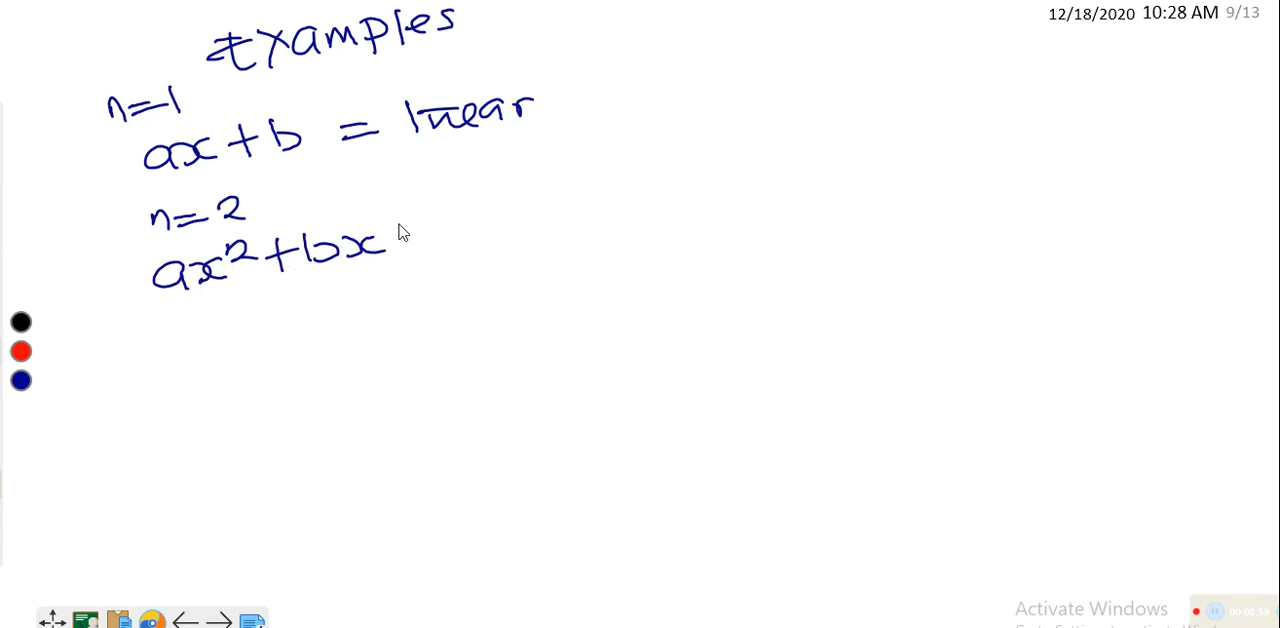 12/18/2020 10:28 AM 9/13
Examples
n=1
ax+b = linear
n=2
ax²+bx
Activate Windows